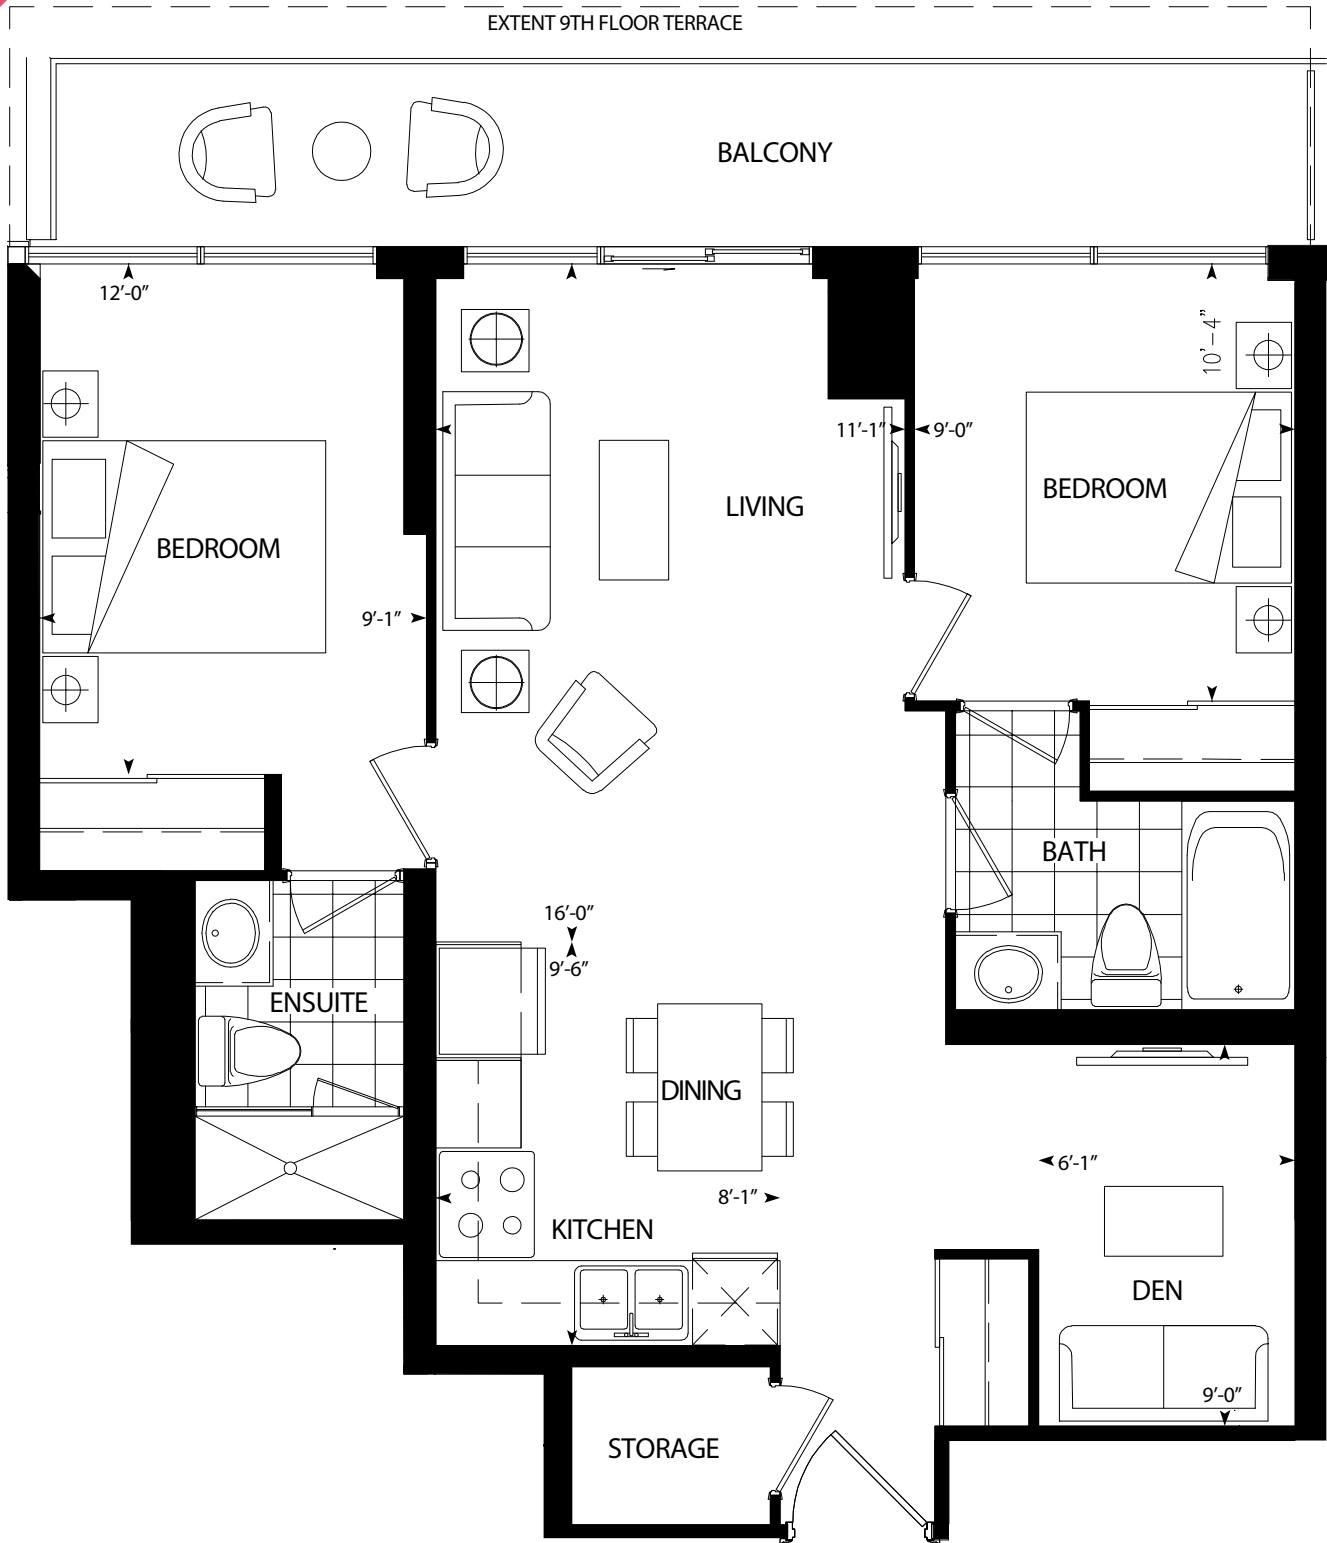 EXTENT 9TH FLOOR TERRACE
BALCONY
12'-0"
10'-4"
11'-1"
9'-0"
BEDROOM
LIVING
BEDROOM
9'-1"
BATH
16'-0"
9'-6"
ENSUITE
DINING
6'-1"
8'-1"
KITCHEN
DEN
9'-0"
STORAGE